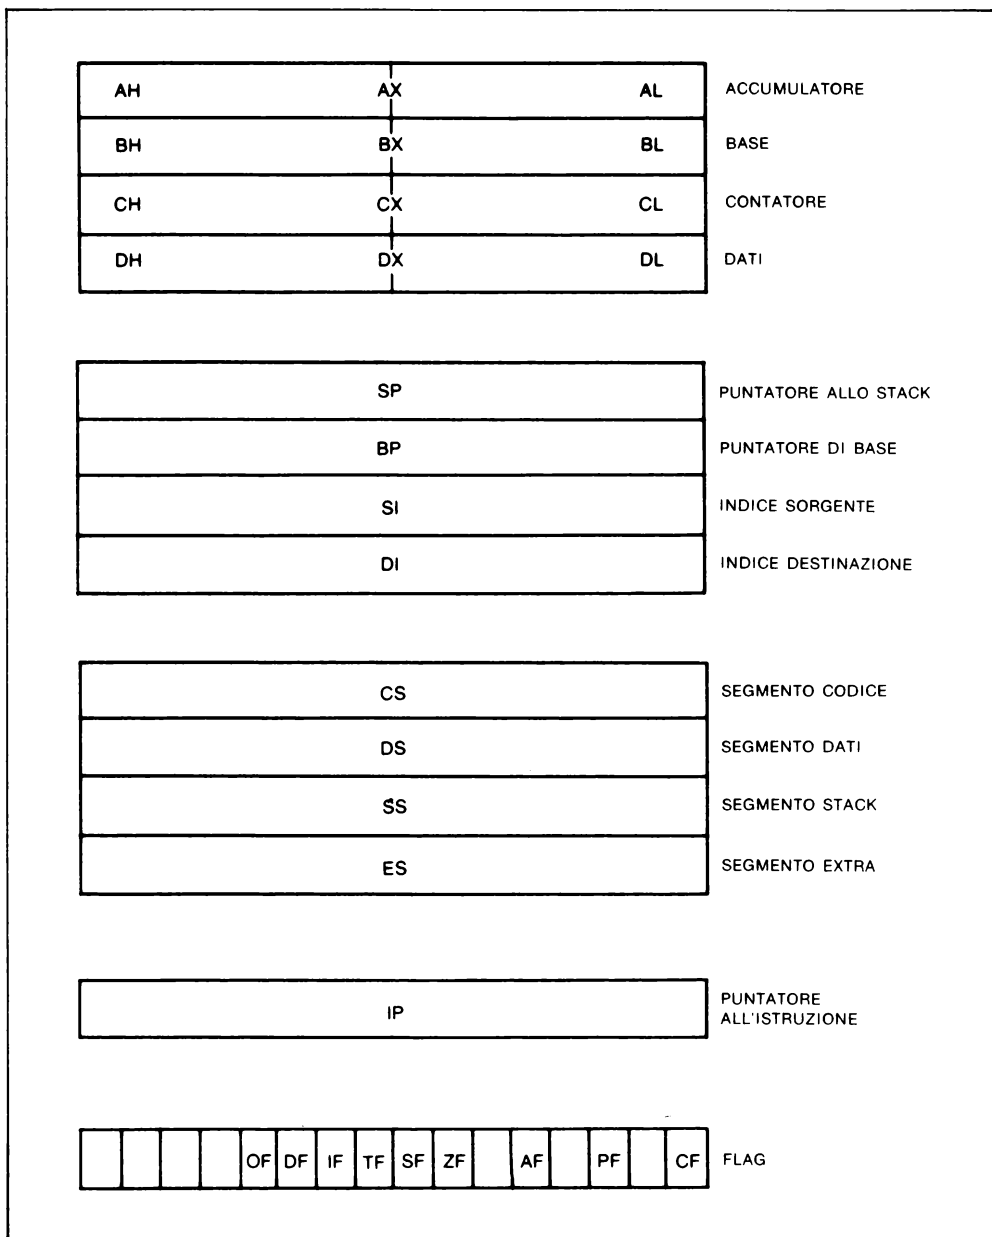 AH AX AL ACCUMULATORE
BH BX BL BASE
CH CX CL CONTATORE
DH DX DL DATI
SP PUNTATORE ALLO STACK
BP PUNTATORE DI BASE
SI INDICE SORGENTE
DI INDICE DESTINAZIONE
CS SEGMENTO CODICE
DS SEGMENTO DATI
SS SEGMENTO STACK
ES SEGMENTO EXTRA
IP PUNTATORE
ALL'ISTRUZIONE
OF DF IF TF SF ZF AF PF CF FLAG